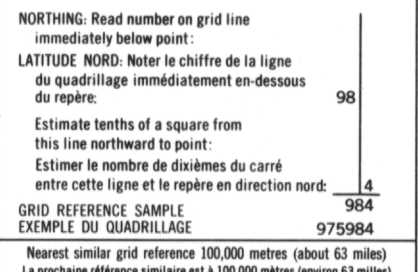 NORTHING: Read number on grid line
immediately below point:
LATITUDE NORD: Noter le chiffre de la ligne
du quadrillage immédiatement en-dessous
du repère: 98
Estimate tenths of a square from
this line northward to point:
Estimer le nombre de dixièmes du carré
entre cette ligne et le repère en direction nord: 4
GRID REFERENCE SAMPLE 984
EXEMPLE DU QUADRILLAGE 975984
Nearest similar grid reference 100,000 metres (about 63 miles)
La prochaine référence similaire est à 100,000 mètres (environ 63 milles)